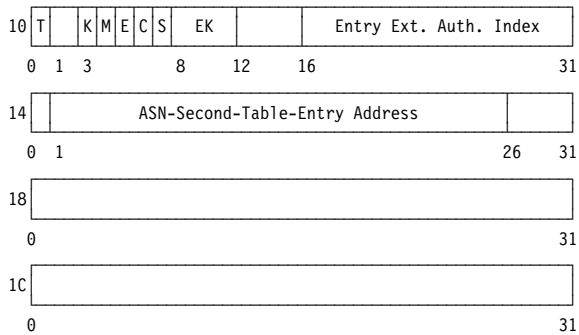 10 T K M E C S EK Entry Ext. Auth. Index
0 1 3 8 12 16 31
14 ASN-Second-Table-Entry Address
0 1 26 31
18
0 31
1C
0 31